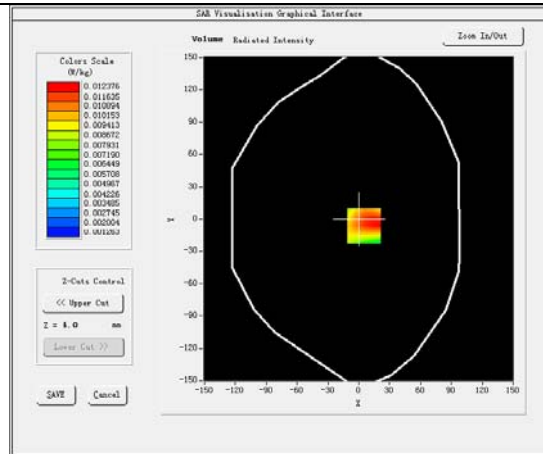 SAR Visualisation Graphical Interface
Volume Radiated Intensity
Zoom In/Out
Colors Scale
(W/kg)
0.012376
0.011635
0.010894
0.010153
0.009413
0.008672
0.007931
0.007190
0.006449
0.005708
0.004967
0.004226
0.003485
0.002745
0.002004
0.001263
Z-Cuts Control
<< Upper Cut
Z = 4.0 mm
Lower Cut >>
SAVE Cancel
150
120
90
60
30
0
-30
-60
-90
-120
-150
Y
-150 -120 -90 -60 -30 0 30 60 90 120 150
X